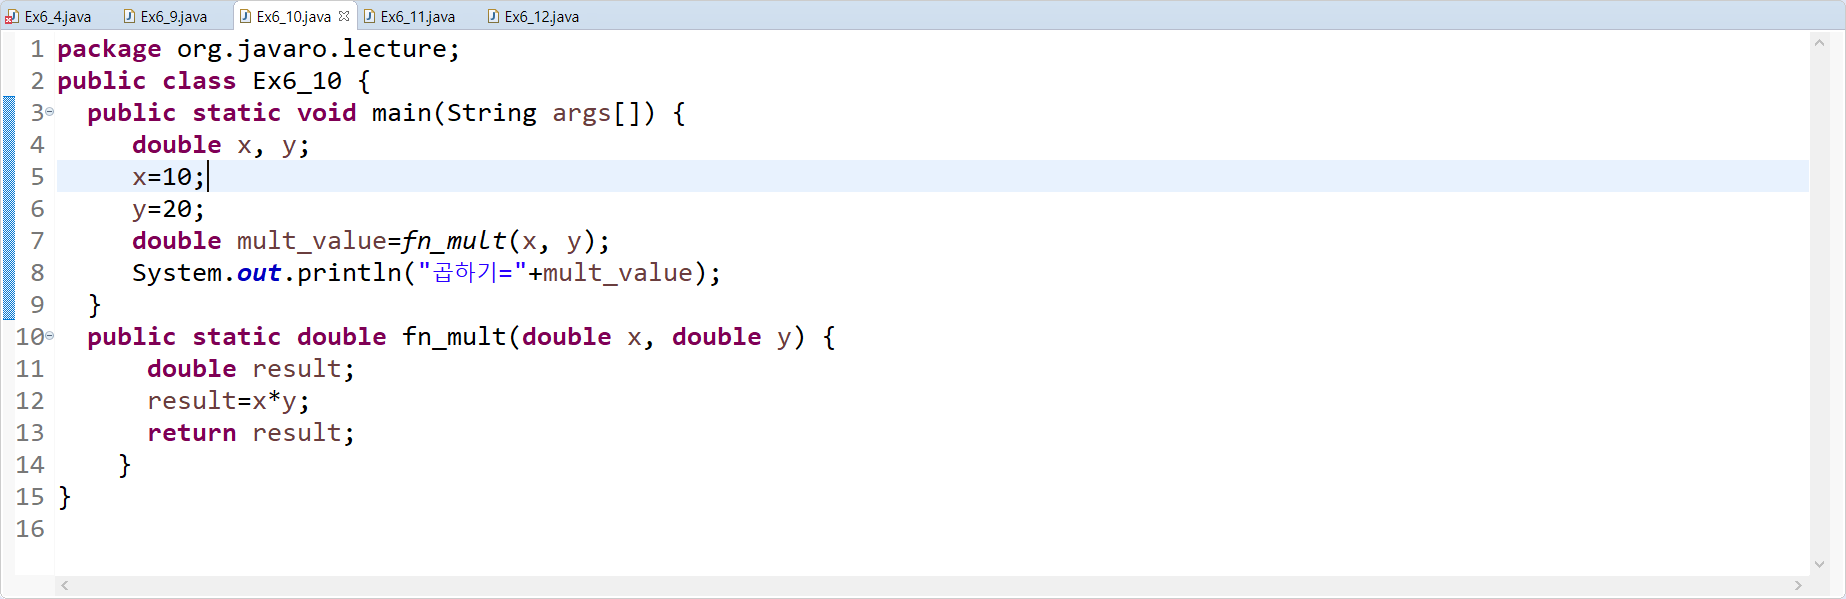 Ex6_4.java Ex6_9.java Ex6_10.java Ex6_11.java Ex6_12.java
1 package org.javaro.lecture;
2 public class Ex6_10 {
3 public static void main(String args[]) {
4 double x, y;
5 x=10;
6 y=20;
7 double mult_value=fn_mult(x, y);
8 System.out.println("곱하기="+mult_value);
9 }
10 public static double fn_mult(double x, double y) {
11 double result;
12 result=x*y;
13 return result;
14 }
15 }
16